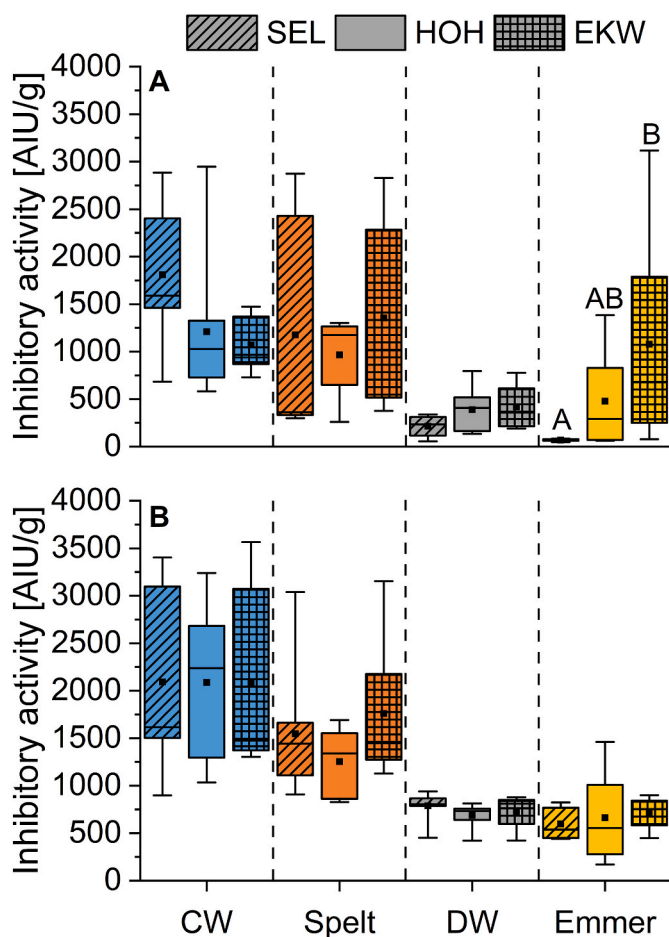 SEL HOH EKW
A
4000
3500
3000
2500
2000
1500
1000
500
0
Inhibitory activity [AIU/g]
A
AB
B
B
4000
3500
3000
2500
2000
1500
1000
500
0
Inhibitory activity [AIU/g]
CW Spelt DW Emmer